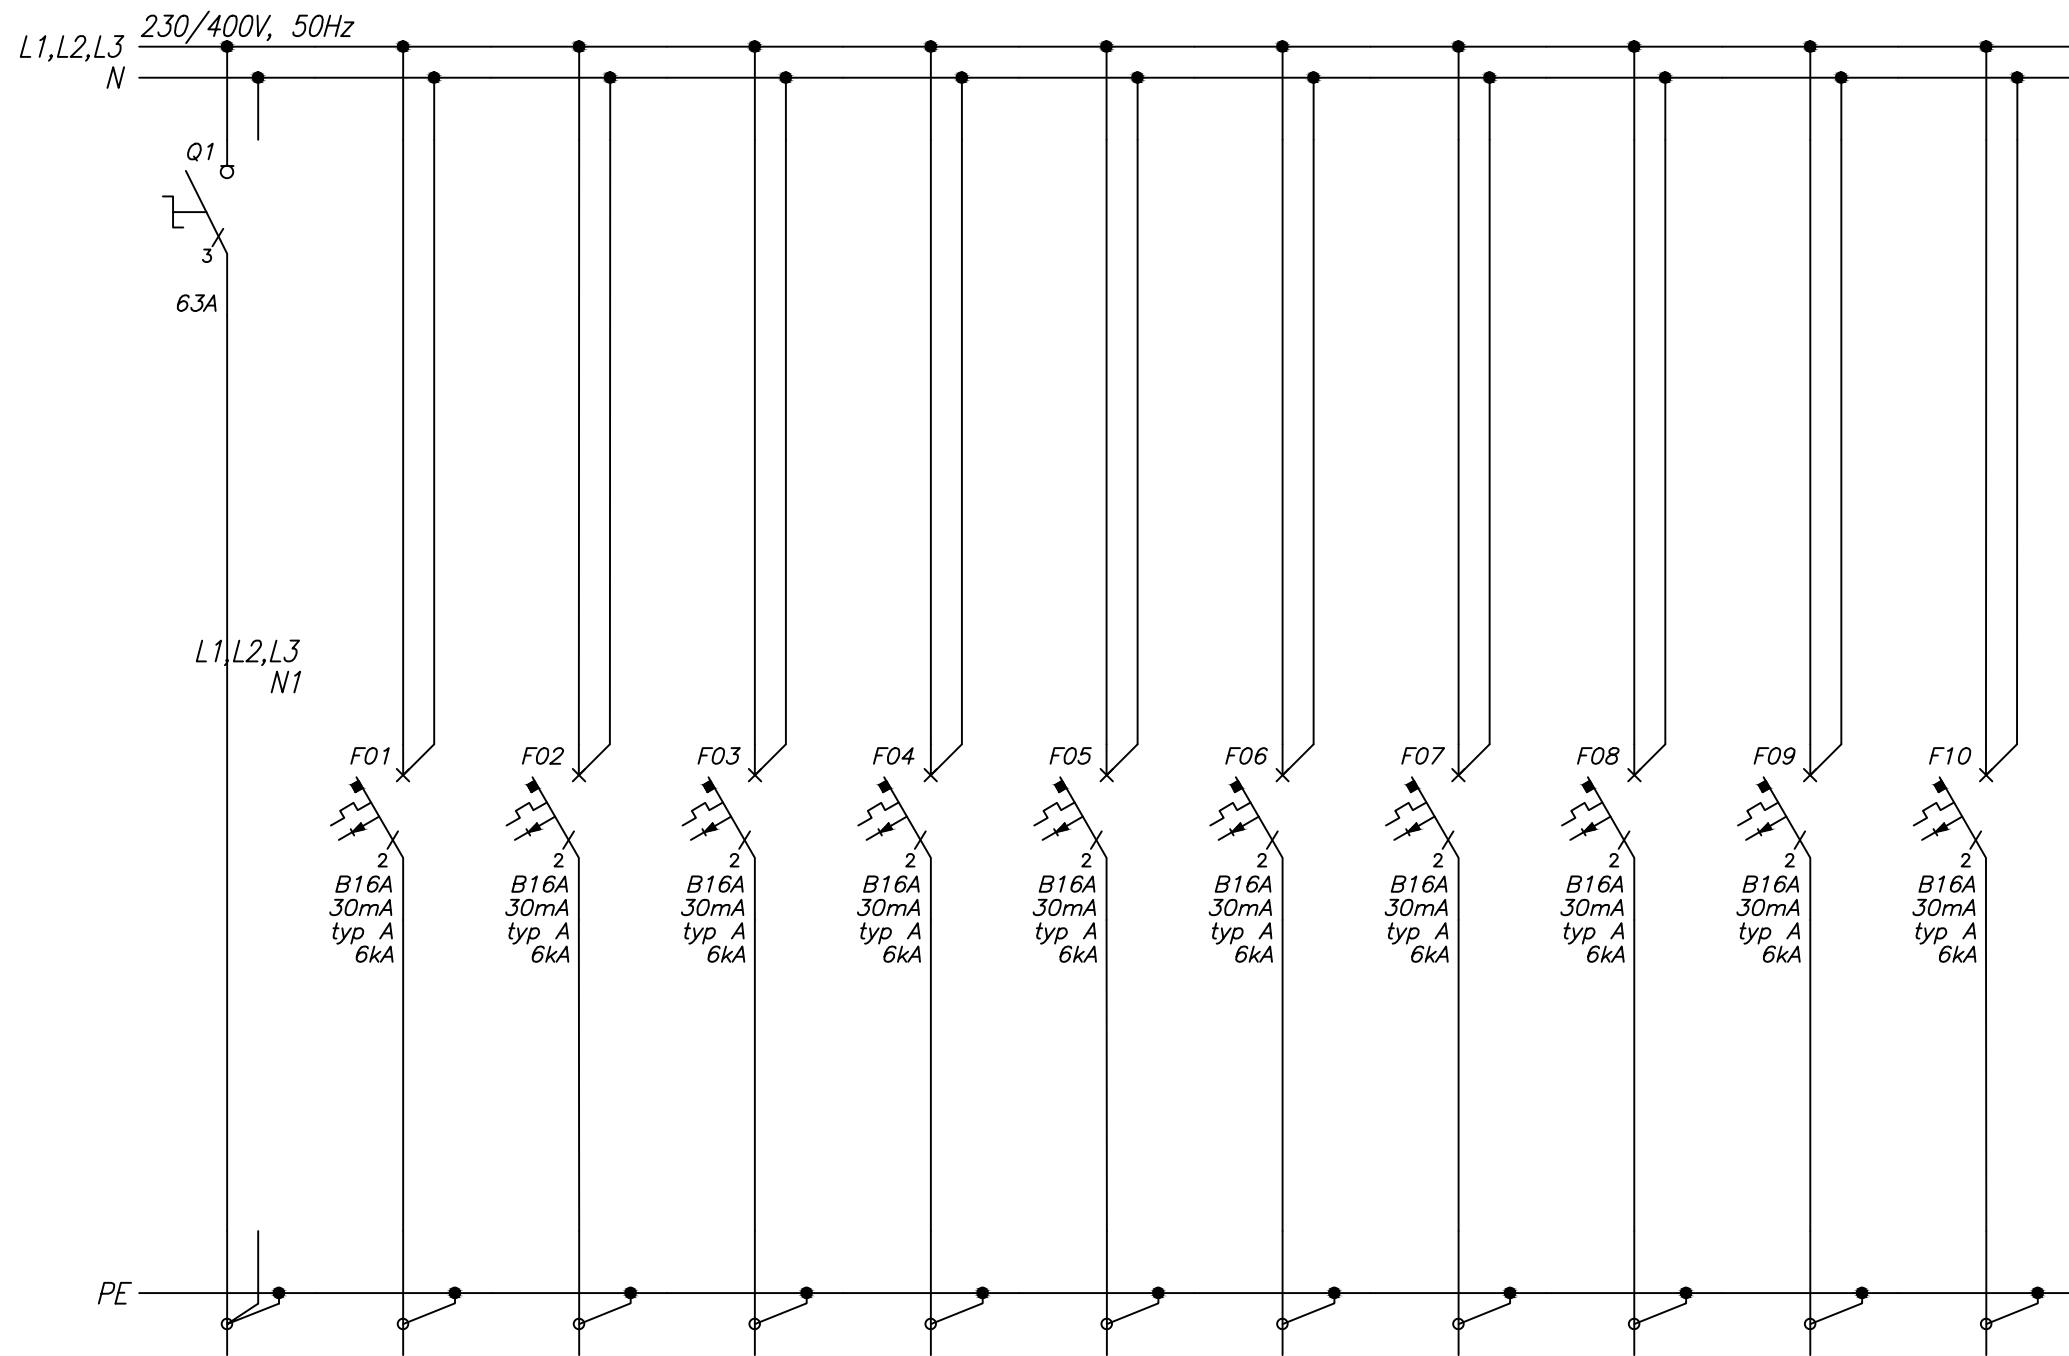 230/400V, 50Hz
L1,L2,L3
N
Q1
3
63A
L1,L2,L3
N1
F01 F02 F03 F04 F05 F06 F07 F08 F09 F10
2 2 2 2 2 2 2 2 2 2
B16A B16A B16A B16A B16A B16A B16A B16A B16A B16A
30mA 30mA 30mA 30mA 30mA 30mA 30mA 30mA 30mA 30mA
typ A typ A typ A typ A typ A typ A typ A typ A typ A typ A
6kA 6kA 6kA 6kA 6kA 6kA 6kA 6kA 6kA 6kA
PE